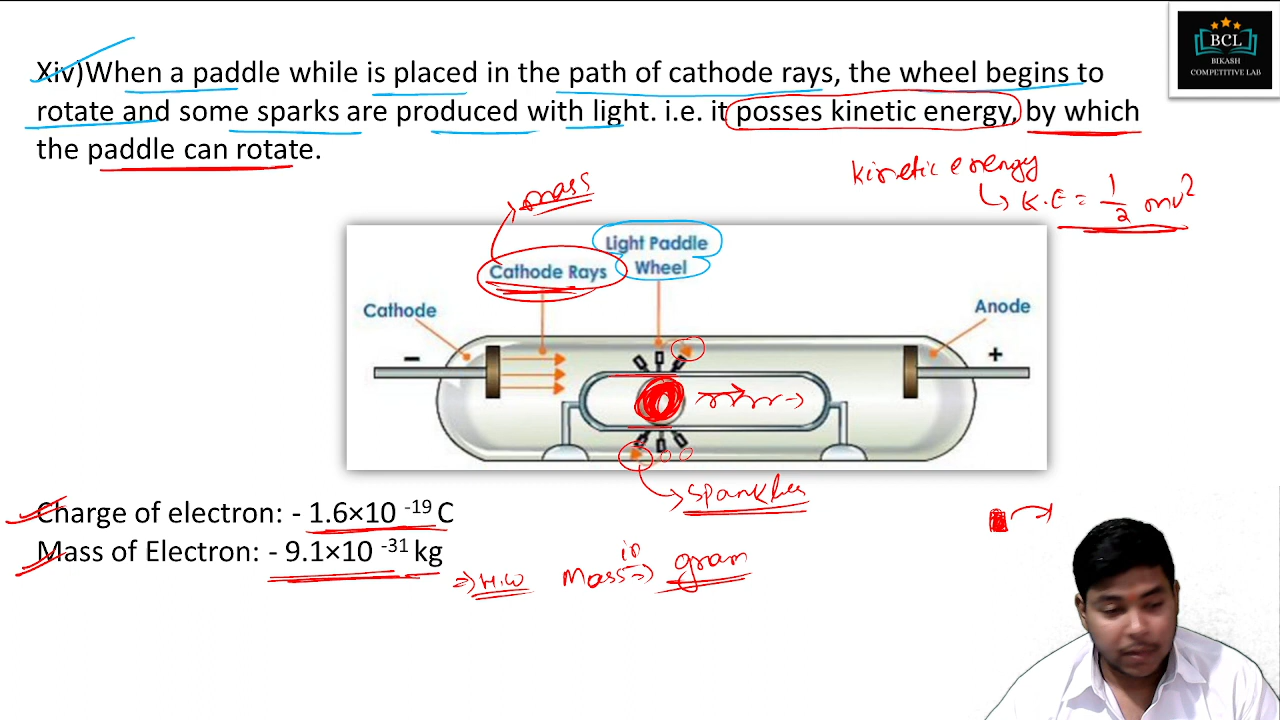 Xiv)When a paddle while is placed in the path of cathode rays, the wheel begins to
rotate and some sparks are produced with light. i.e. it posses kinetic energy, by which
the paddle can rotate.
BCL
BIKASH
COMPETITIVE LAB
kinetic energy
K.E = 1/2 mv²
mass
Light Paddle
Wheel
Cathode Rays
Cathode
Anode
−
+
Charge of electron: - 1.6×10 ⁻¹⁹ C
Mass of Electron: - 9.1×10 ⁻³¹ kg
⇒ H.W Mass in ⇒ gram